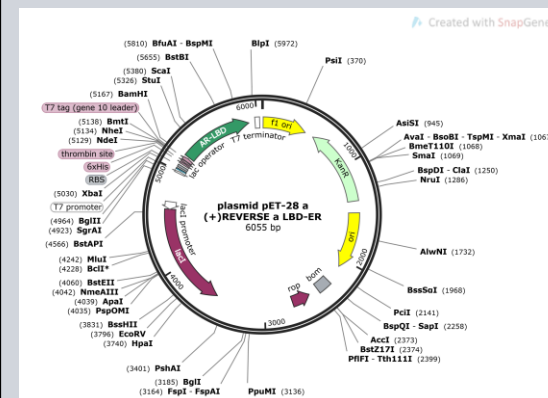 Created with SnapGene
(5810) BfuAI - BspMI
BlpI (5972)
(5655) BstBI
PsiI (370)
(5380) ScaI
(5326) StuI
(5167) BamHI
T7 tag (gene 10 leader)
(5138) BmtI
(5134) NheI
(5129) NdeI
thrombin site
6xHis
RBS
(5030) XbaI
T7 promoter
(4964) BglII
(4923) SgrAI
(4566) BstAPI
(4242) MluI
(4228) BclI*
(4060) BstEII
(4042) NmeAIII
(4039) ApaI
(4035) PspOMI
(3831) BssHII
(3796) EcoRV
(3740) HpaI
(3401) PshAI
(3185) BglI
(3164) FspI - FspAI
PpuMI (3136)
AsiSI (945)
AvaI - BsoBI - TspMI - XmaI (1067
BmeT110I (1068)
SmaI (1069)
BspDI - ClaI (1250)
NruI (1286)
AlwNI (1732)
BssSαI (1968)
PciI (2141)
BspQI - SapI (2258)
AccI (2373)
BstZ17I (2374)
PflFI - Tth111I (2399)
6000
1000
2000
3000
4000
5000
f1 ori
T7 terminator
AR-LBD
lac operator
KanR
ori
bom
rop
lacI
lacI promoter
plasmid pET-28 a
(+)REVERSE a LBD-ER
6055 bp